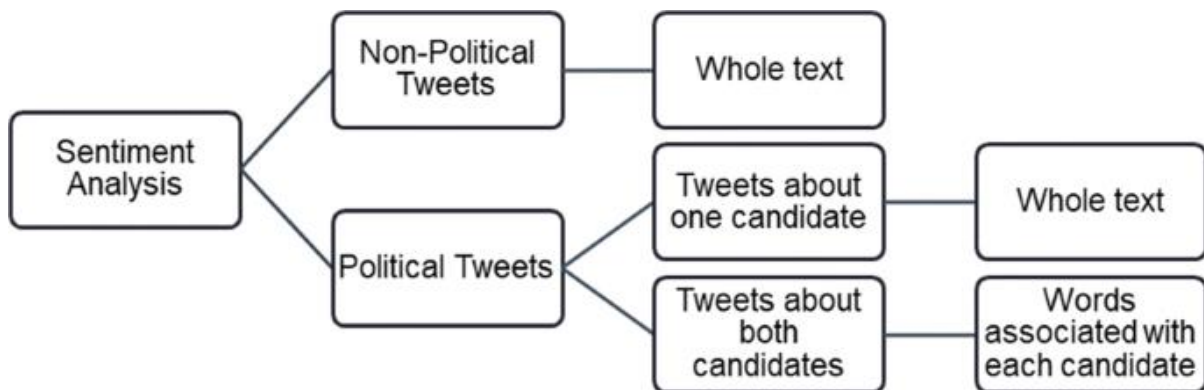 Sentiment
Analysis
Non-Political
Tweets
Whole text
Political Tweets
Tweets about
one candidate
Whole text
Tweets about
both
candidates
Words
associated with
each candidate